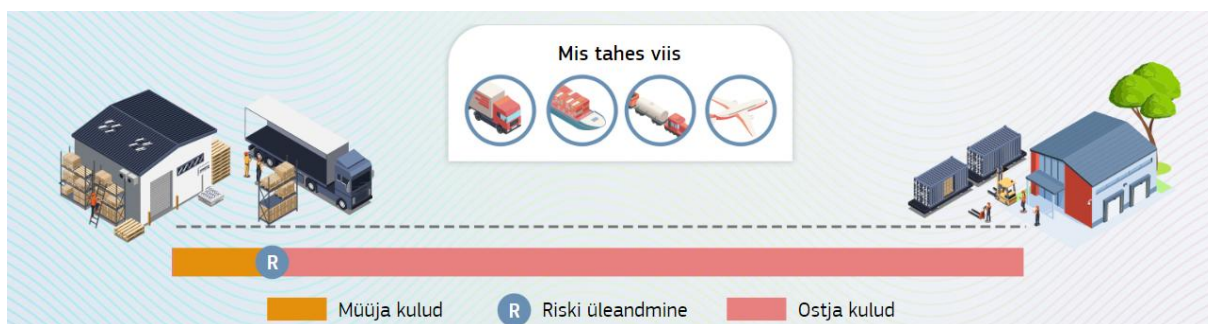 Mis tahes viis
R
Müüja kulud
R Riski üleandmine
Ostja kulud